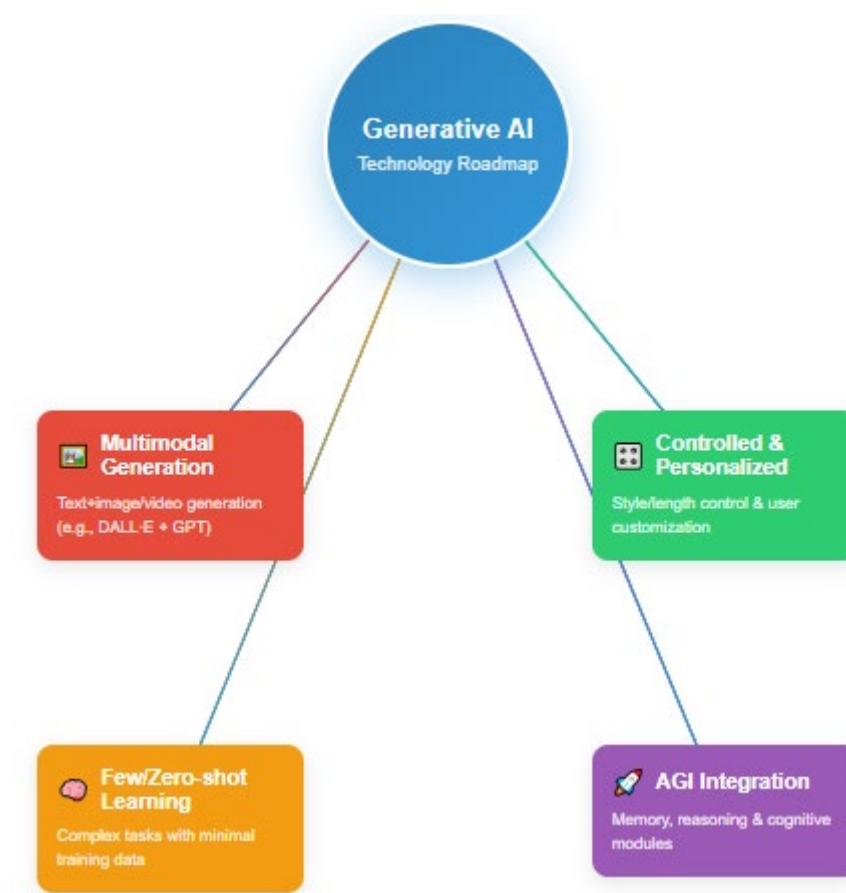 Generative AI
Technology Roadmap
Multimodal
Generation
Text+image/video generation
(e.g., DALL·E + GPT)
Controlled &
Personalized
Style/length control & user
customization
Few/Zero-shot
Learning
Complex tasks with minimal
training data
AGI Integration
Memory, reasoning & cognitive
modules